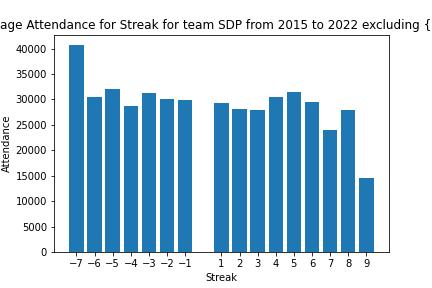 age Attendance for Streak for team SDP from 2015 to 2022 excluding {
40000
35000
30000
25000
20000
15000
10000
5000
0
Attendance
−7 −6 −5 −4 −3 −2 −1 1 2 3 4 5 6 7 8 9
Streak